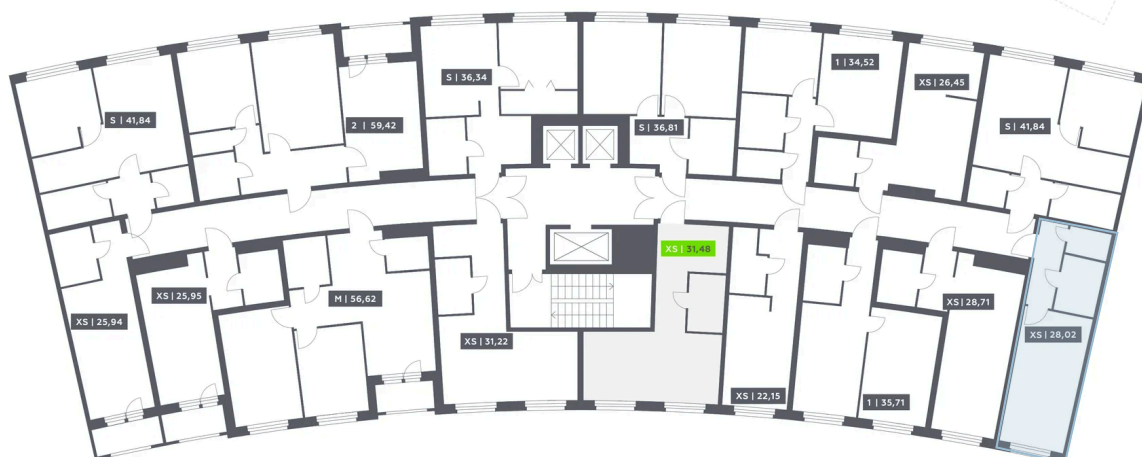 S | 41,84
2 | 59,42
S | 36,34
S | 36,81
1 | 34,52
XS | 26,45
S | 41,84
XS | 25,94
XS | 25,95
M | 56,62
XS | 31,22
XS | 31,48
XS | 22,15
1 | 35,71
XS | 28,71
XS | 28,02